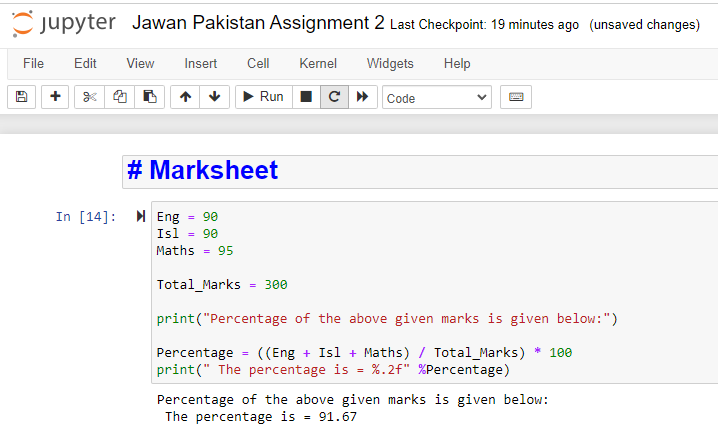 jupyter Jawan Pakistan Assignment 2 Last Checkpoint: 19 minutes ago (unsaved changes)
File Edit View Insert Cell Kernel Widgets Help
Run Code
# Marksheet
In [14]: Eng = 90
Isl = 90
Maths = 95
Total_Marks = 300
print("Percentage of the above given marks is given below:")
Percentage = ((Eng + Isl + Maths) / Total_Marks) * 100
print(" The percentage is = %.2f" %Percentage)
Percentage of the above given marks is given below:
The percentage is = 91.67